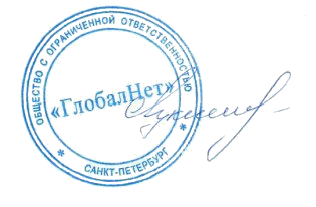 ОБЩЕСТВО С ОГРАНИЧЕННОЙ ОТВЕТСТВЕННОСТЬЮ
«ГлобалНет»
* САНКТ-ПЕТЕРБУРГ *